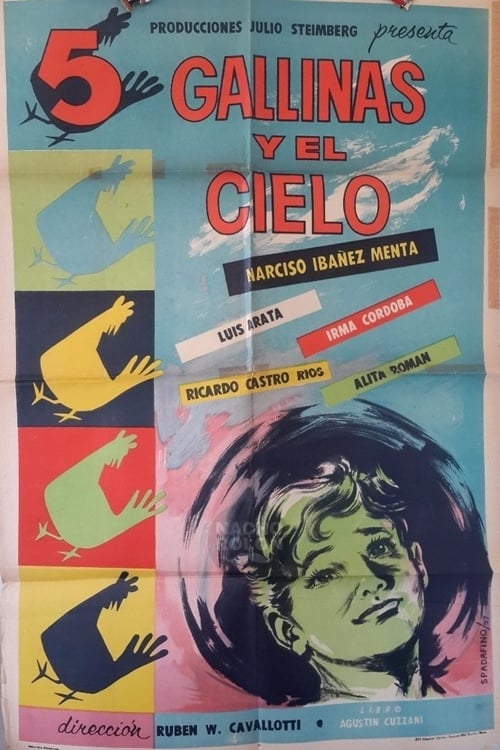 PRODUCCIONES JULIO STEIMBERG presenta
5 GALLINAS
Y EL
CIELO
NARCISO IBAÑEZ MENTA
LUIS ARATA
IRMA CORDOBA
RICARDO CASTRO RIOS
ALITA ROMAN
NACHO
SPADAFINO/57
dirección RUBEN W. CAVALLOTTI e
LIBRO
AGUSTIN CUZZANI